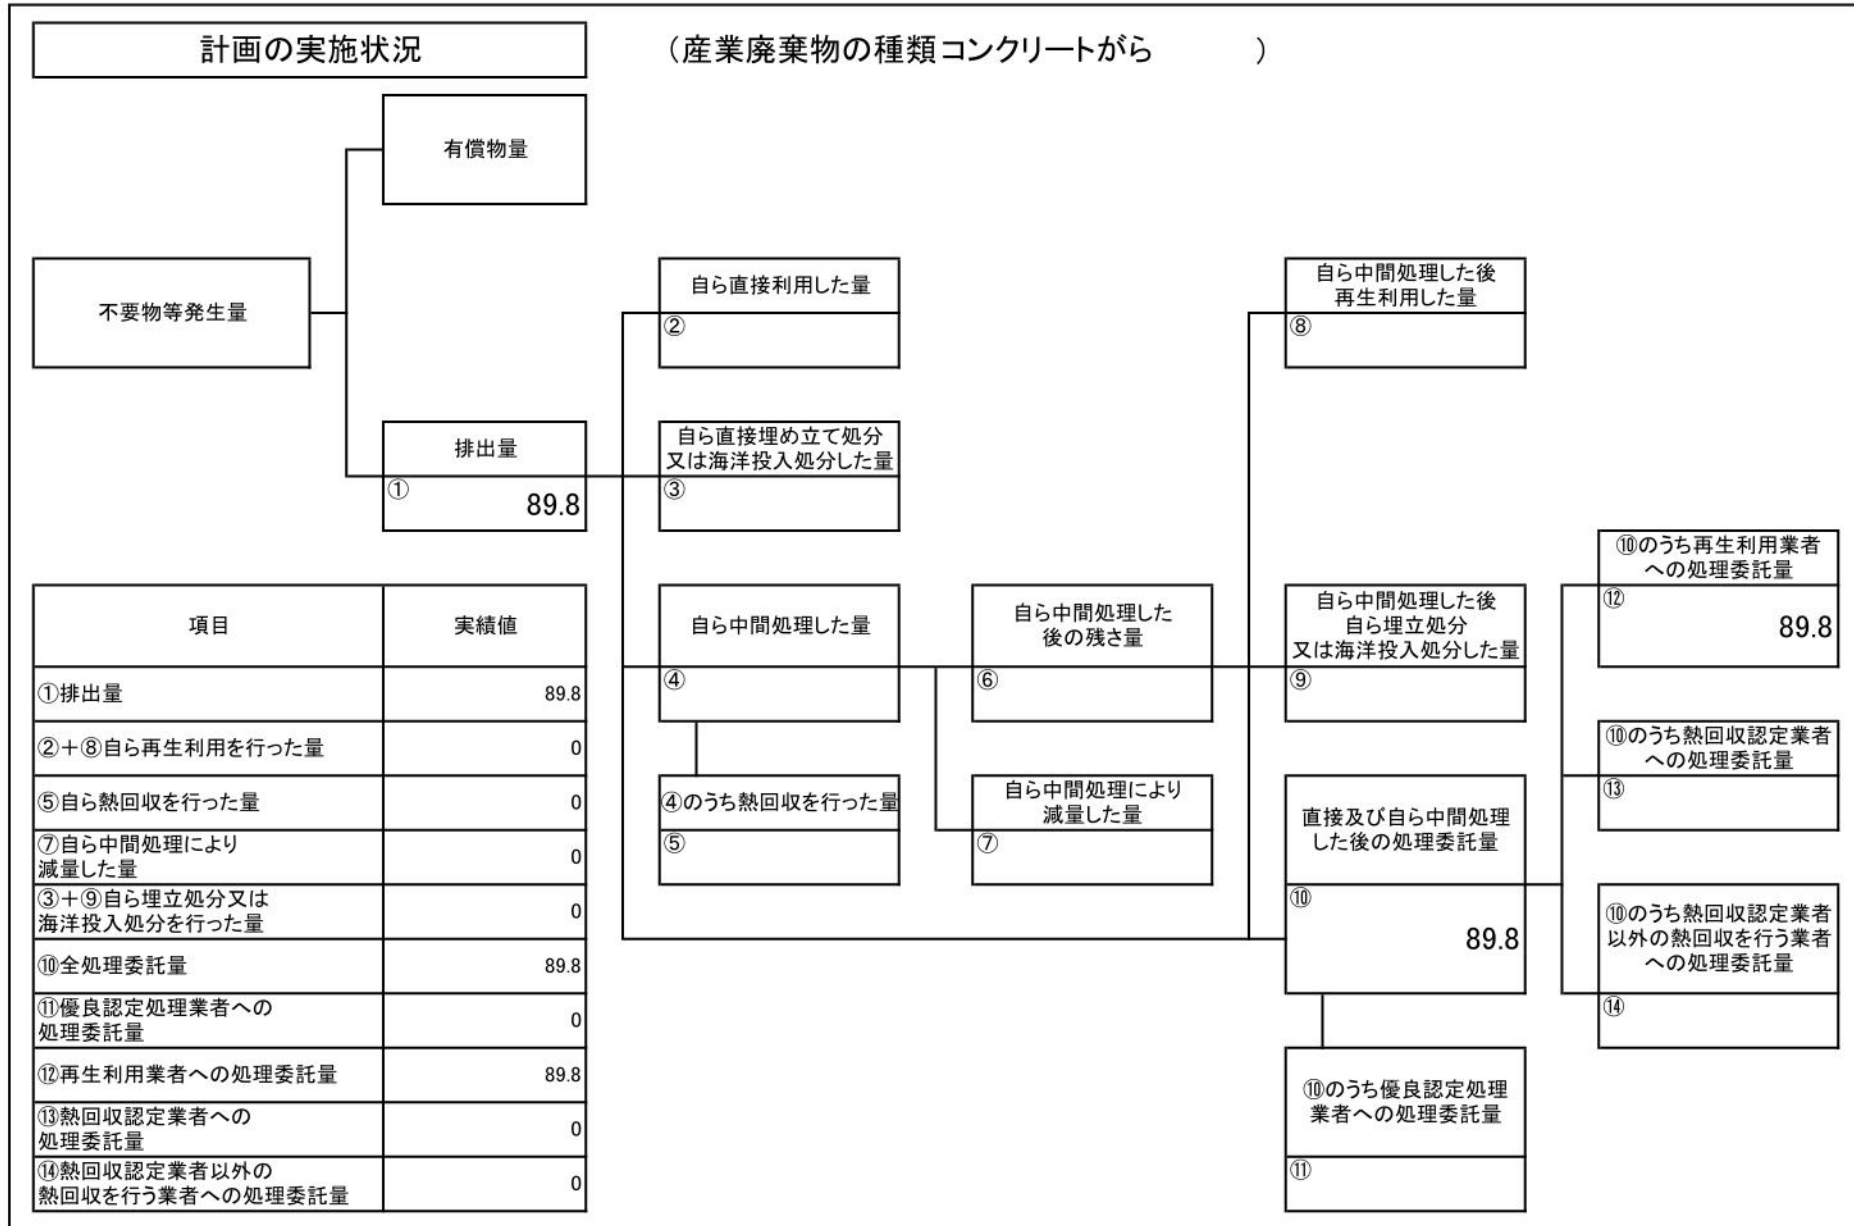 計画の実施状況
（産業廃棄物の種類コンクリートがら　　　　）
有償物量
不要物等発生量
自ら直接利用した量
②
自ら中間処理した後
再生利用した量
⑧
排出量
①
89.8
自ら直接埋め立て処分
又は海洋投入処分した量
③
⑩のうち再生利用業者
への処理委託量
⑫
89.8
自ら中間処理した量
④
自ら中間処理した
後の残さ量
⑥
自ら中間処理した後
自ら埋立処分
又は海洋投入処分した量
⑨
⑩のうち熱回収認定業者
への処理委託量
⑬
④のうち熱回収を行った量
⑤
自ら中間処理により
減量した量
⑦
直接及び自ら中間処理
した後の処理委託量
⑩
89.8
⑩のうち熱回収認定業者
以外の熱回収を行う業者
への処理委託量
⑭
⑩のうち優良認定処理
業者への処理委託量
⑪
項目 実績値
①排出量 89.8
②＋⑧自ら再生利用を行った量 0
⑤自ら熱回収を行った量 0
⑦自ら中間処理により
減量した量 0
③＋⑨自ら埋立処分又は
海洋投入処分を行った量 0
⑩全処理委託量 89.8
⑪優良認定処理業者への
処理委託量 0
⑫再生利用業者への処理委託量 89.8
⑬熱回収認定業者への
処理委託量 0
⑭熱回収認定業者以外の
熱回収を行う業者への処理委託量 0